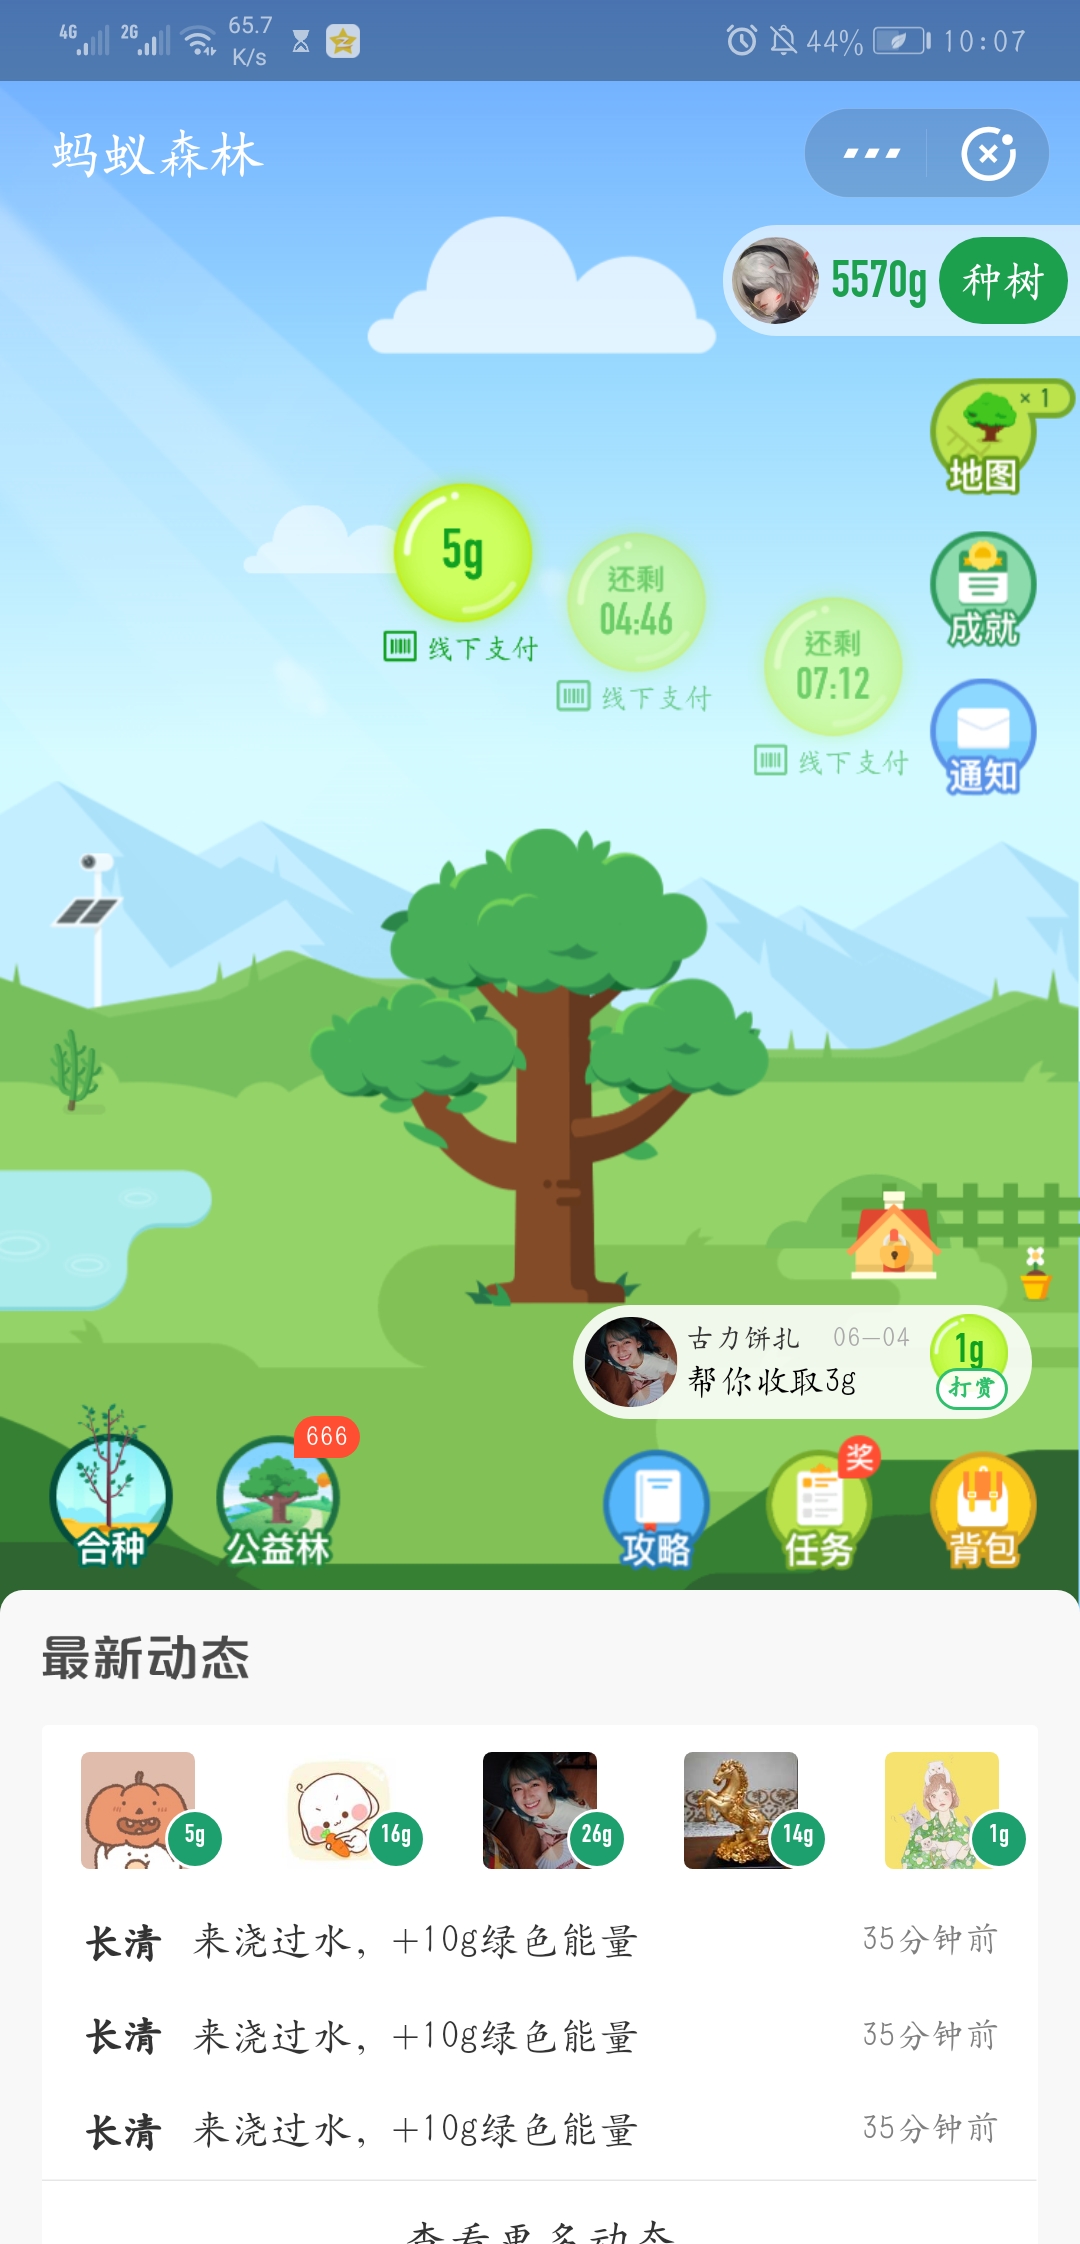 4G 2G 65.7 K/s 44% 10:07
蚂蚁森林
5570g 种树
× 1
地图
5g
线下支付
还剩
04:46
线下支付
还剩
07:12
线下支付
成就
通知
古力饼扎 06-04
帮你收取3g
1g
打赏
合种
666
公益林
攻略
奖
任务
背包
最新动态
5g 16g 26g 14g 1g
长清 来浇过水，+10g绿色能量 35分钟前
长清 来浇过水，+10g绿色能量 35分钟前
长清 来浇过水，+10g绿色能量 35分钟前
查看更多动态